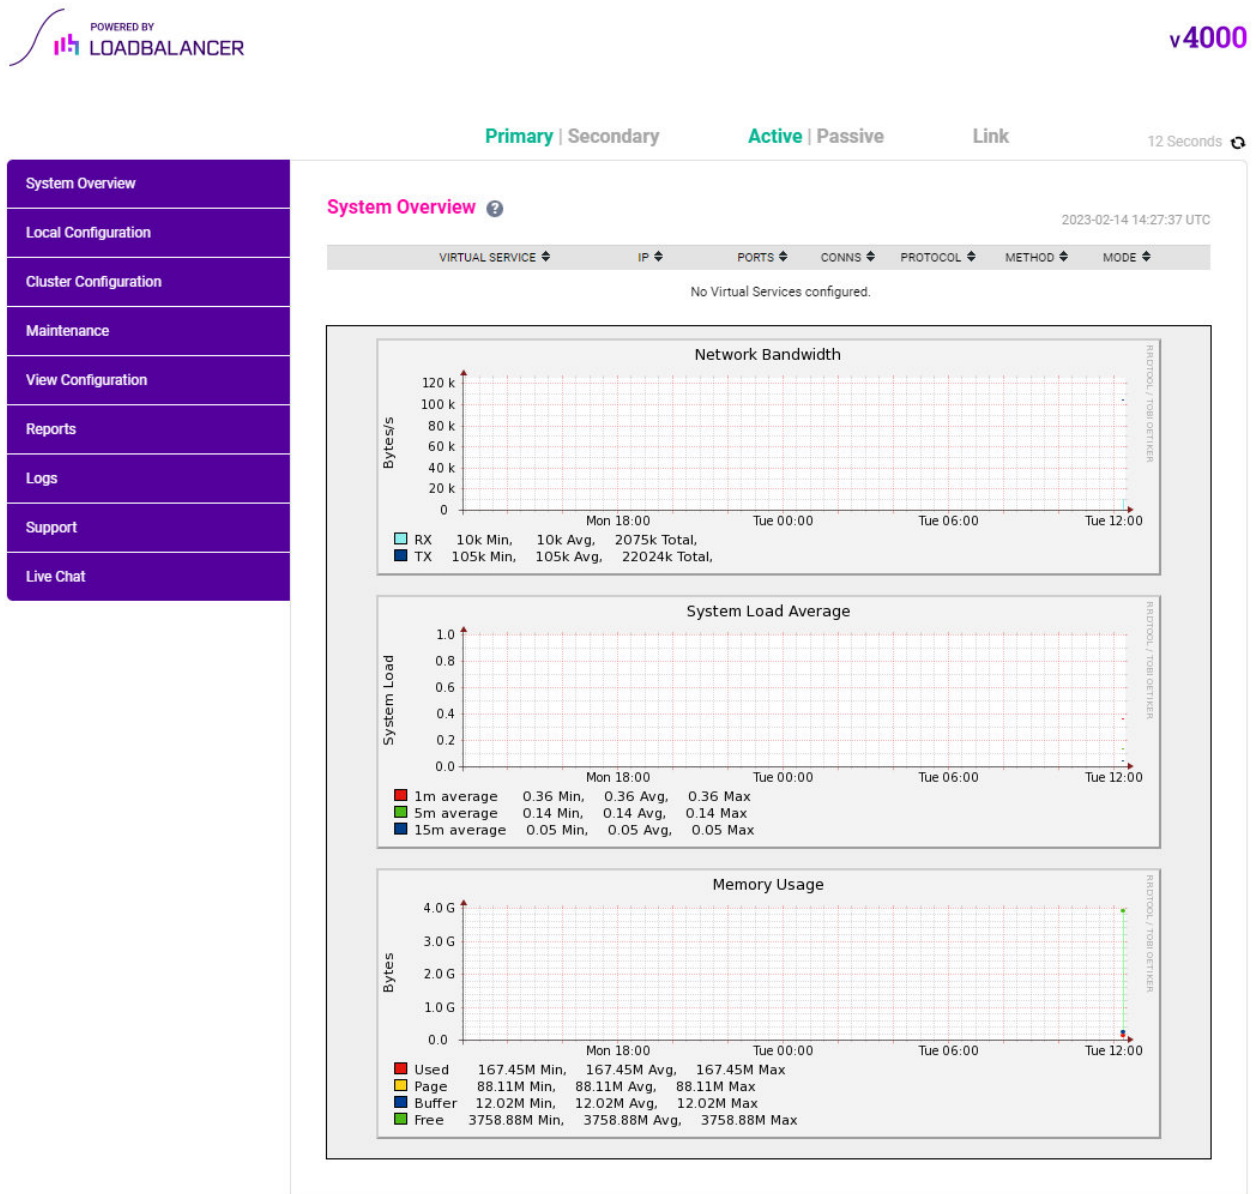 POWERED BY
LOADBALANCER
v4000
Primary | Secondary Active | Passive Link 12 Seconds
System Overview
Local Configuration
Cluster Configuration
Maintenance
View Configuration
Reports
Logs
Support
Live Chat
System Overview
2023-02-14 14:27:37 UTC
VIRTUAL SERVICE IP PORTS CONNS PROTOCOL METHOD MODE
No Virtual Services configured.
Network Bandwidth
RRDTOOL / TOBI OETIKER
Bytes/s
120 k
100 k
80 k
60 k
40 k
20 k
0
Mon 18:00 Tue 00:00 Tue 06:00 Tue 12:00
RX 10k Min, 10k Avg, 2075k Total,
TX 105k Min, 105k Avg, 22024k Total,
System Load Average
RRDTOOL / TOBI OETIKER
System Load
1.0
0.8
0.6
0.4
0.2
0.0
Mon 18:00 Tue 00:00 Tue 06:00 Tue 12:00
1m average 0.36 Min, 0.36 Avg, 0.36 Max
5m average 0.14 Min, 0.14 Avg, 0.14 Max
15m average 0.05 Min, 0.05 Avg, 0.05 Max
Memory Usage
RRDTOOL / TOBI OETIKER
Bytes
4.0 G
3.0 G
2.0 G
1.0 G
0.0
Mon 18:00 Tue 00:00 Tue 06:00 Tue 12:00
Used 167.45M Min, 167.45M Avg, 167.45M Max
Page 88.11M Min, 88.11M Avg, 88.11M Max
Buffer 12.02M Min, 12.02M Avg, 12.02M Max
Free 3758.88M Min, 3758.88M Avg, 3758.88M Max